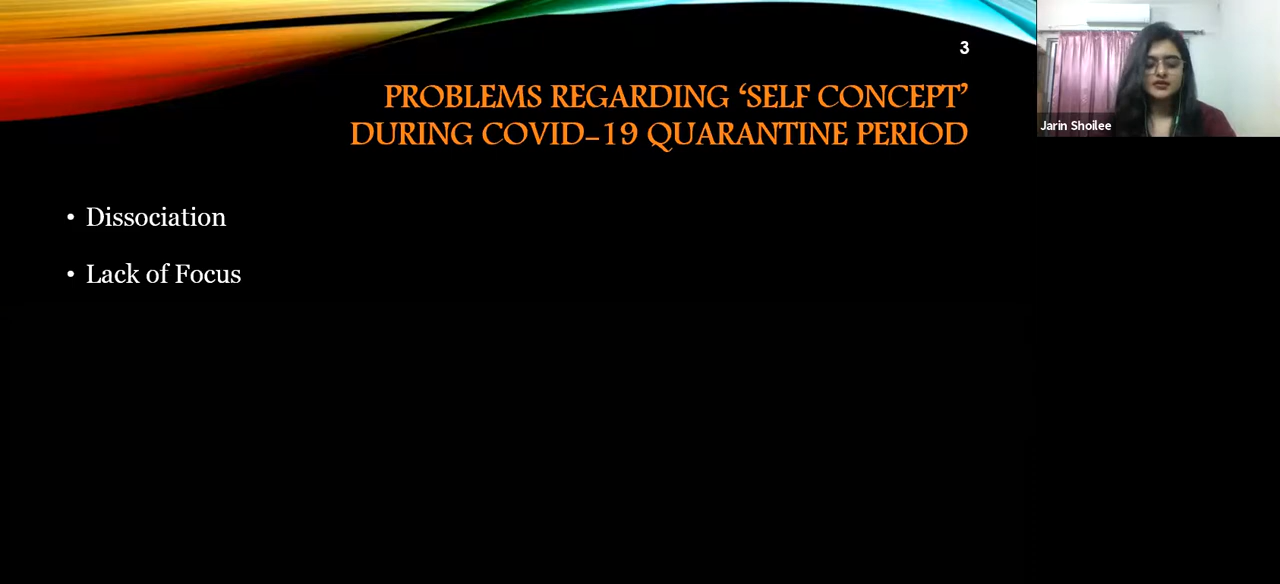 3
PROBLEMS REGARDING ‘SELF CONCEPT’
DURING COVID–19 QUARANTINE PERIOD
Jarin Shoilee
• Dissociation
• Lack of Focus